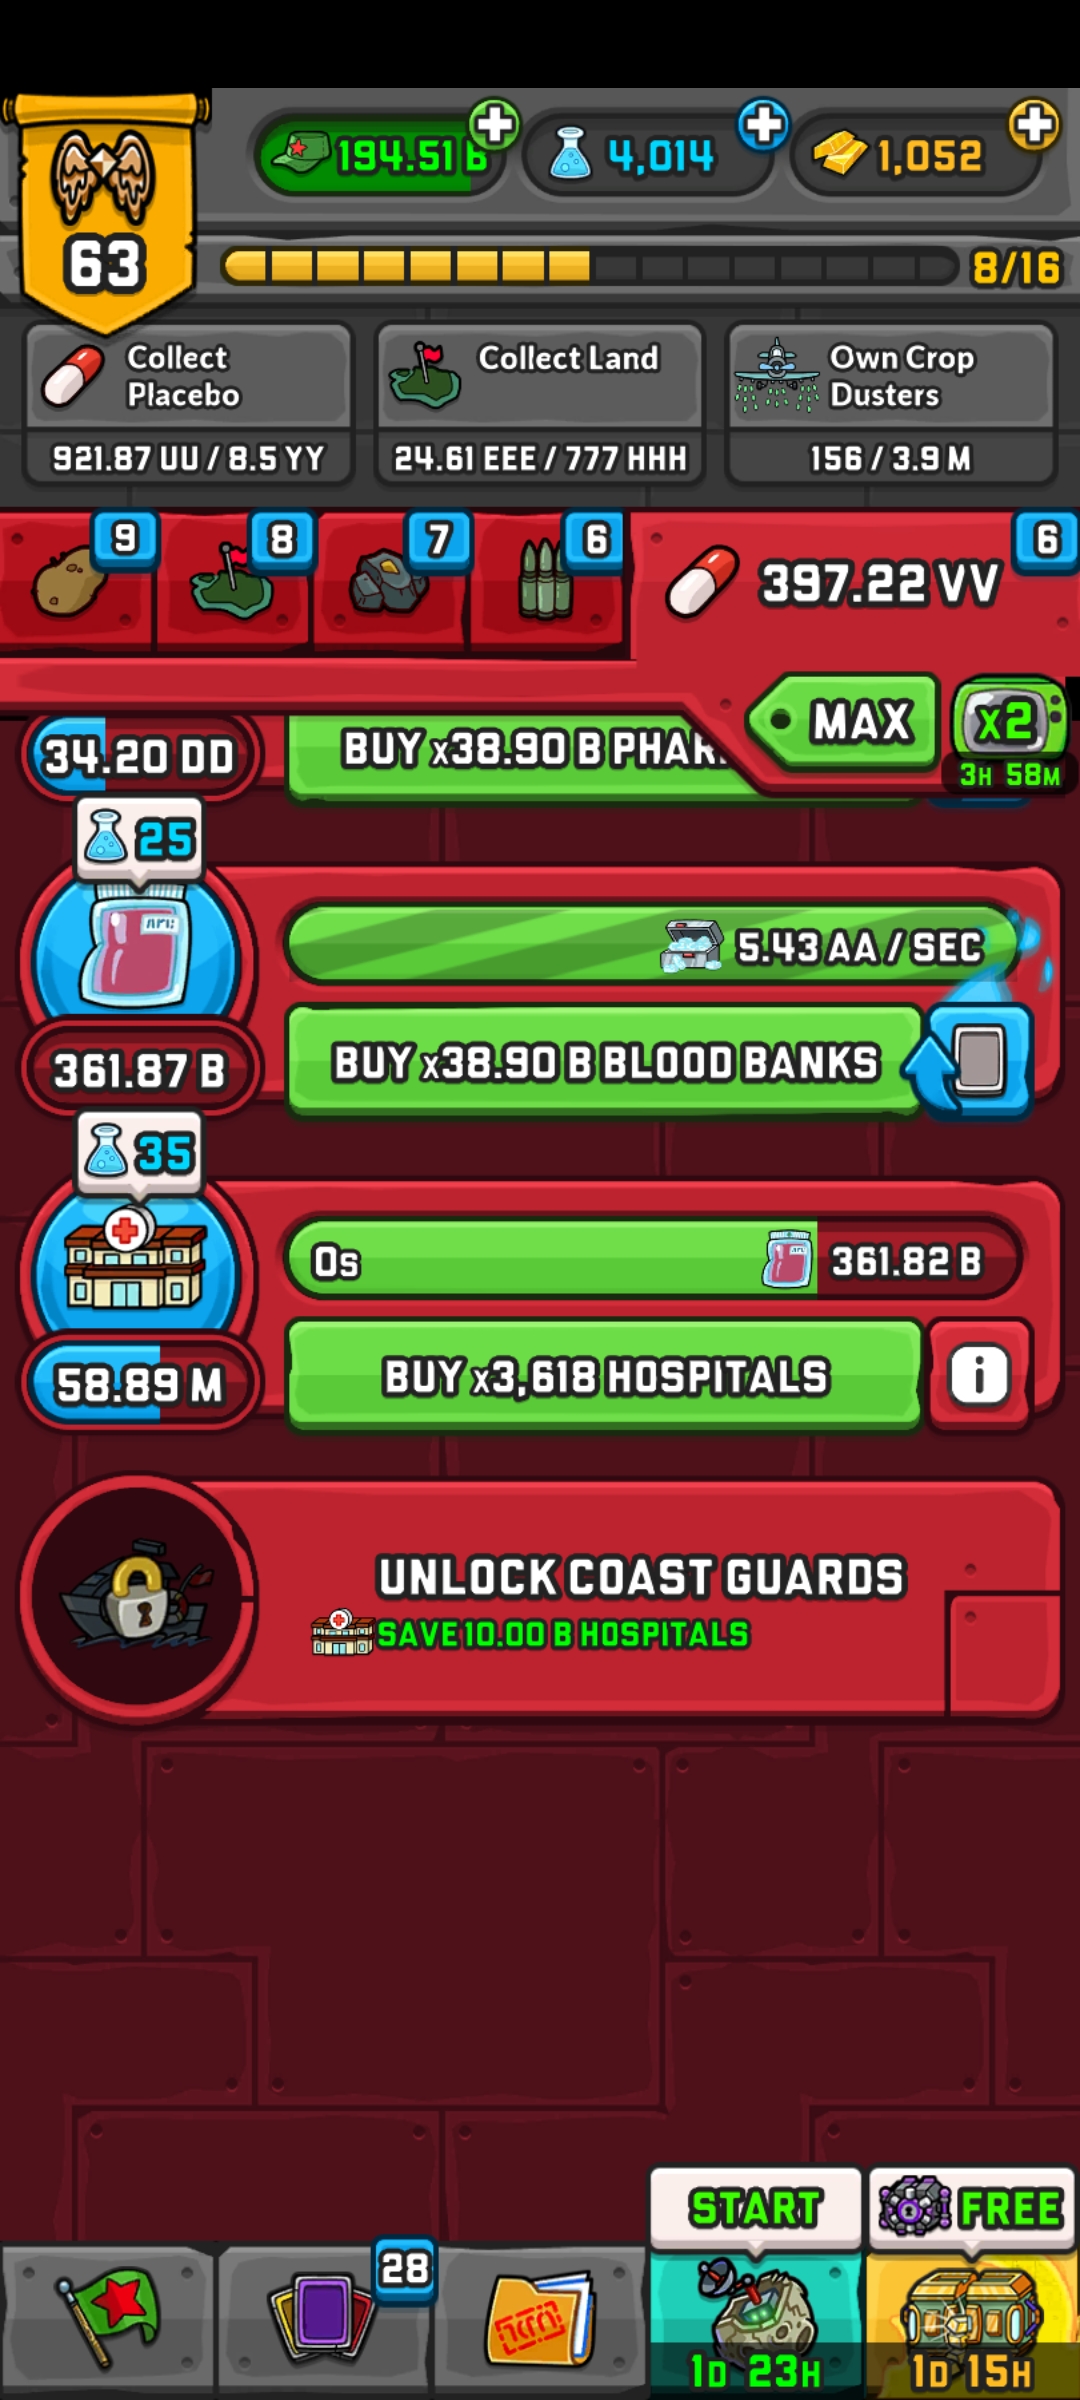 194.51 B
4,014
1,052
63
8/16
Collect
Placebo
Collect Land
Own Crop
Dusters
921.87 UU / 8.5 YY
24.61 EEE / 777 HHH
156 / 3.9 M
9
8
7
6
397.22 VV
6
MAX
x2
3H 58M
34.20 DD
BUY x38.90 B PHAR
25
5.43 AA / SEC
361.87 B
BUY x38.90 B BLOOD BANKS
35
0s
361.82 B
58.89 M
BUY x3,618 HOSPITALS
i
UNLOCK COAST GUARDS
SAVE 10.00 B HOSPITALS
START
FREE
28
1D 23H
1D 15H